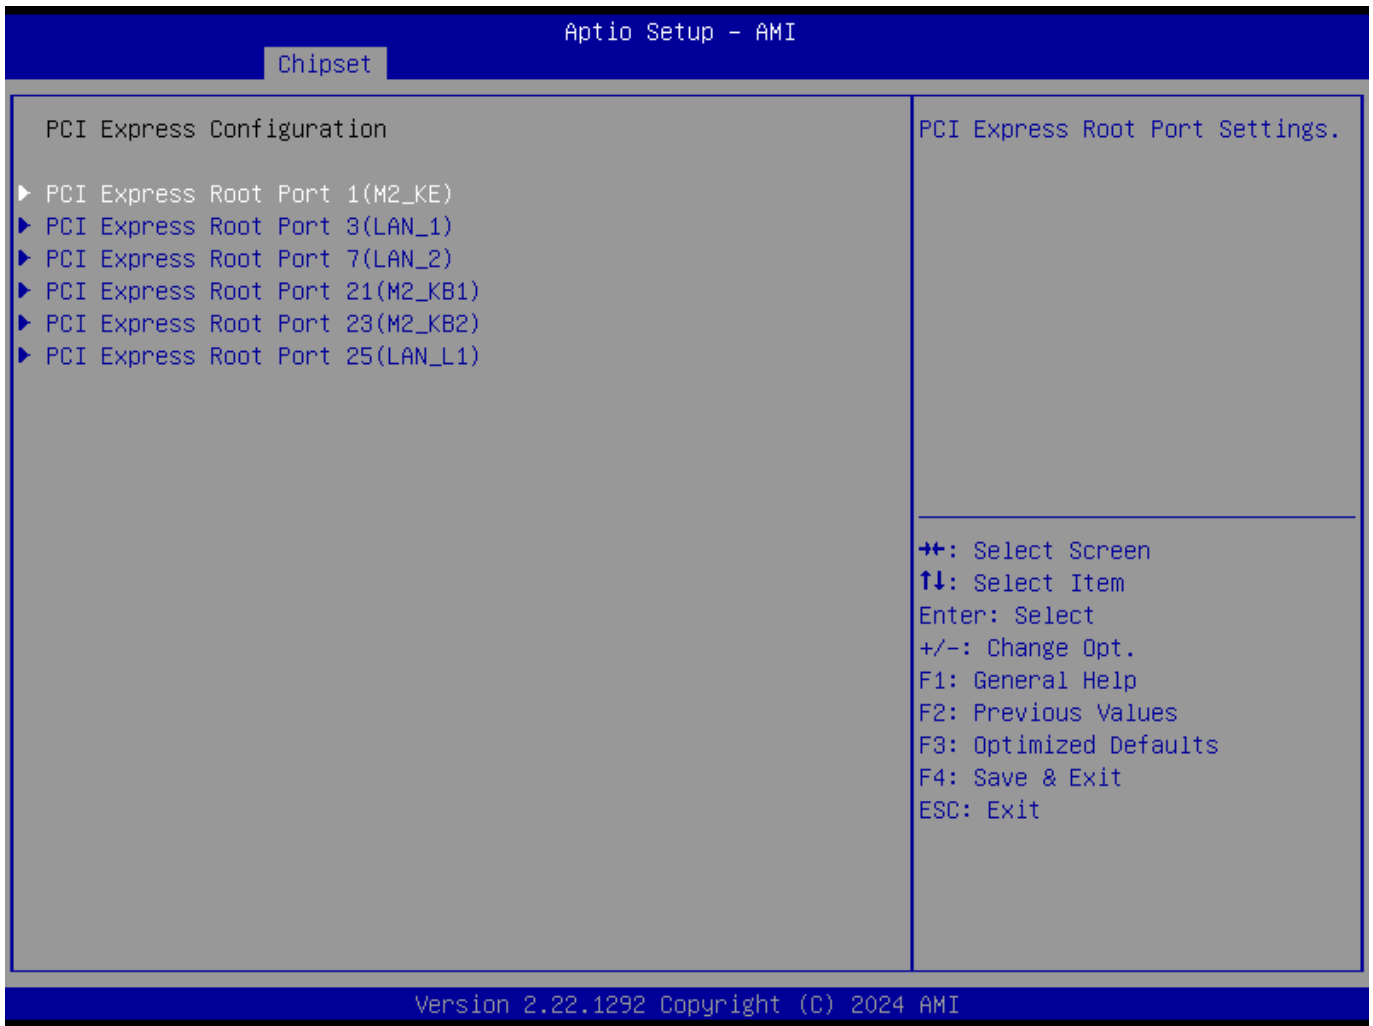 Aptio Setup – AMI
Chipset
PCI Express Configuration
▶ PCI Express Root Port 1(M2_KE)
▶ PCI Express Root Port 3(LAN_1)
▶ PCI Express Root Port 7(LAN_2)
▶ PCI Express Root Port 21(M2_KB1)
▶ PCI Express Root Port 23(M2_KB2)
▶ PCI Express Root Port 25(LAN_L1)
PCI Express Root Port Settings.
→←: Select Screen
↑↓: Select Item
Enter: Select
+/-: Change Opt.
F1: General Help
F2: Previous Values
F3: Optimized Defaults
F4: Save & Exit
ESC: Exit
Version 2.22.1292 Copyright (C) 2024 AMI